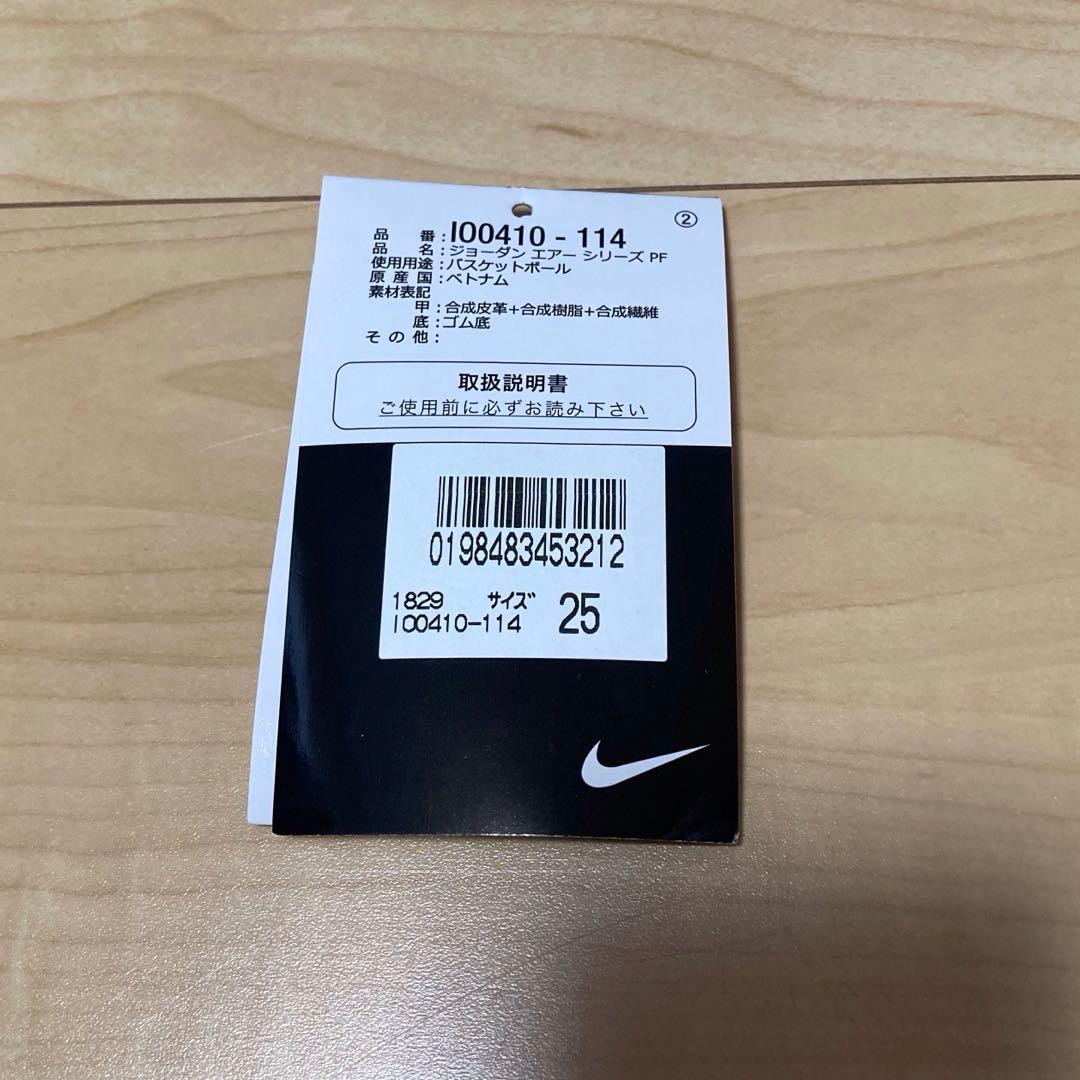 ②
品番:IO0410-114
品名:ジョーダン エアー シリーズ PF
使用用途:バスケットボール
原産国:ベトナム
素材表記
甲:合成皮革+合成樹脂+合成繊維
底:ゴム底
その他:
取扱説明書
ご使用前に必ずお読み下さい
0198483453212
1829 サイズ 25
IO0410-114